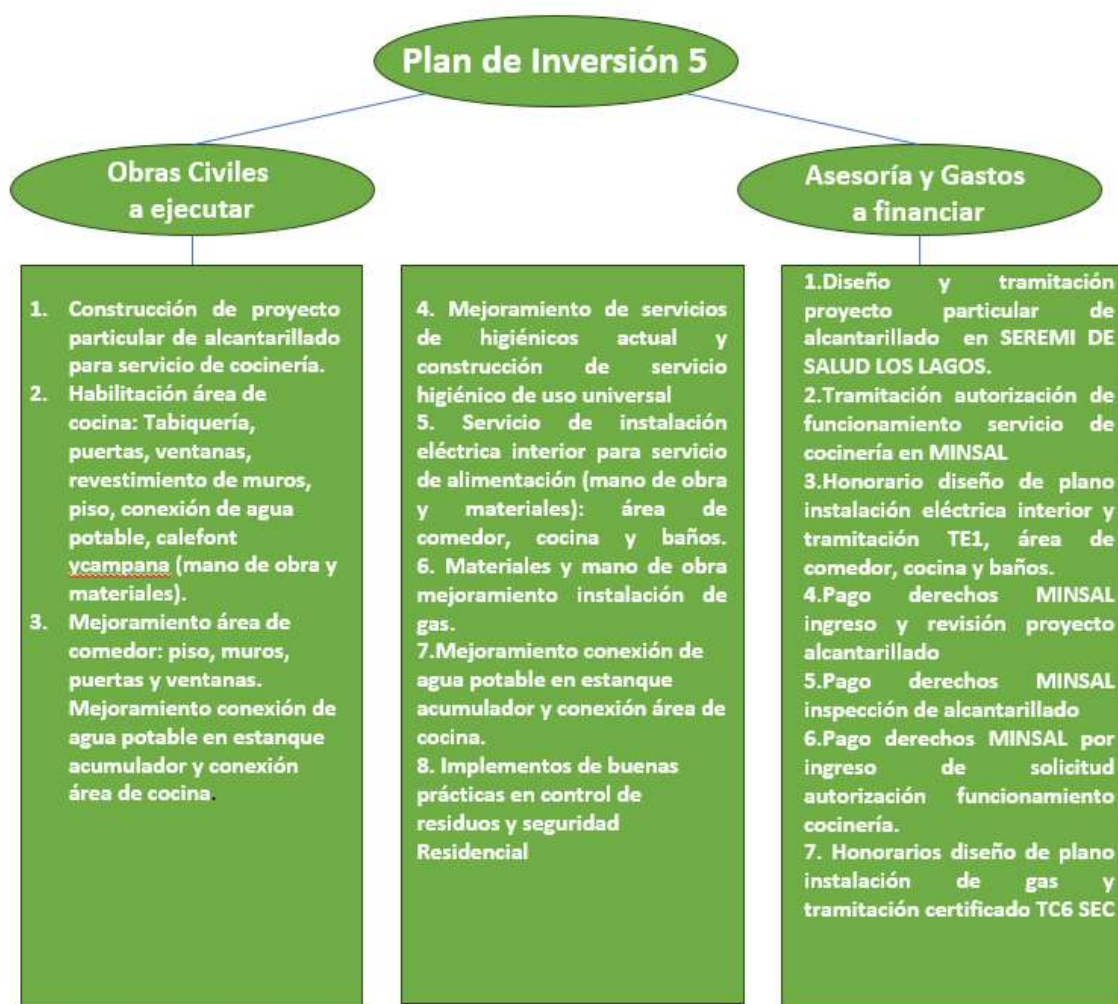 Plan de Inversión 5
Obras Civiles
a ejecutar
Asesoría y Gastos
a financiar
1. Construcción de proyecto
particular de alcantarillado
para servicio de cocinería.
2. Habilitación área de
cocina: Tabiquería,
puertas, ventanas,
revestimiento de muros,
piso, conexión de agua
potable, calefont
ycampana (mano de obra y
materiales).
3. Mejoramiento área de
comedor: piso, muros,
puertas y ventanas.
Mejoramiento conexión de
agua potable en estanque
acumulador y conexión
área de cocina.
4. Mejoramiento de servicios
de higiénicos actual y
construcción de servicio
higiénico de uso universal
5. Servicio de instalación
eléctrica interior para servicio
de alimentación (mano de obra
y materiales): área de
comedor, cocina y baños.
6. Materiales y mano de obra
mejoramiento instalación de
gas.
7.Mejoramiento conexión de
agua potable en estanque
acumulador y conexión área de
cocina.
8. Implementos de buenas
prácticas en control de
residuos y seguridad
Residencial
1.Diseño y tramitación
proyecto particular de
alcantarillado en SEREMI DE
SALUD LOS LAGOS.
2.Tramitación autorización de
funcionamiento servicio de
cocinería en MINSAL
3.Honorario diseño de plano
instalación eléctrica interior y
tramitación TE1, área de
comedor, cocina y baños.
4.Pago derechos MINSAL
ingreso y revisión proyecto
alcantarillado
5.Pago derechos MINSAL
inspección de alcantarillado
6.Pago derechos MINSAL por
ingreso de solicitud
autorización funcionamiento
cocinería.
7. Honorarios diseño de plano
instalación de gas y
tramitación certificado TC6 SEC